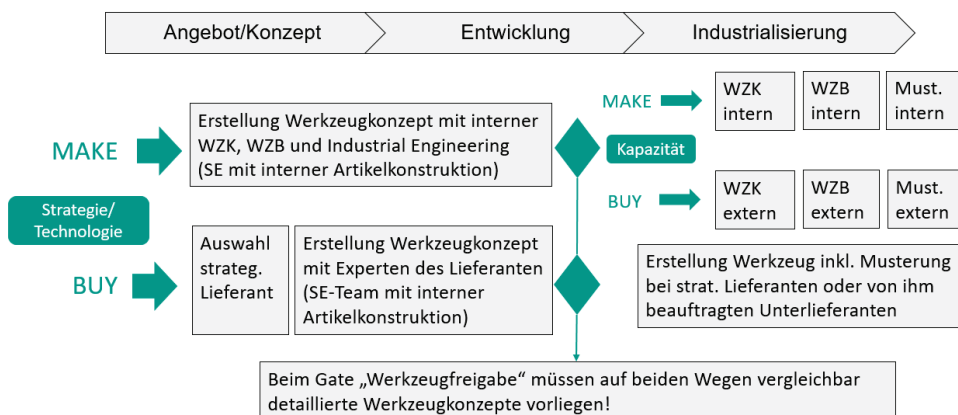 Angebot/Konzept
Entwicklung
Industrialisierung
MAKE
Erstellung Werkzeugkonzept mit interner
WZK, WZB und Industrial Engineering
(SE mit interner Artikelkonstruktion)
MAKE
WZK
intern
WZB
intern
Must.
intern
Kapazität
BUY
WZK
extern
WZB
extern
Must.
extern
Strategie/
Technologie
BUY
Auswahl
strateg.
Lieferant
Erstellung Werkzeugkonzept
mit Experten des Lieferanten
(SE-Team mit interner
Artikelkonstruktion)
Erstellung Werkzeug inkl. Musterung
bei strat. Lieferanten oder von ihm
beauftragten Unterlieferanten
Beim Gate „Werkzeugfreigabe“ müssen auf beiden Wegen vergleichbar
detaillierte Werkzeugkonzepte vorliegen!